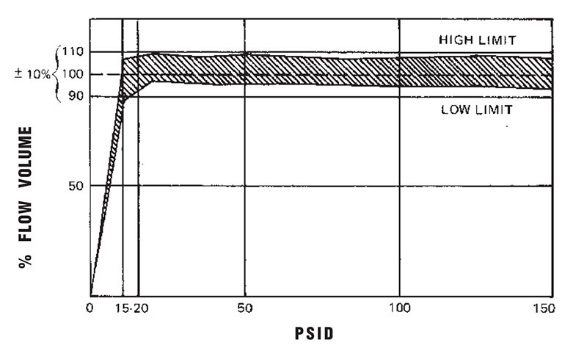 HIGH LIMIT
110
± 10%
100
90
LOW LIMIT
50
% FLOW VOLUME
0
15-20
50
100
150
PSID